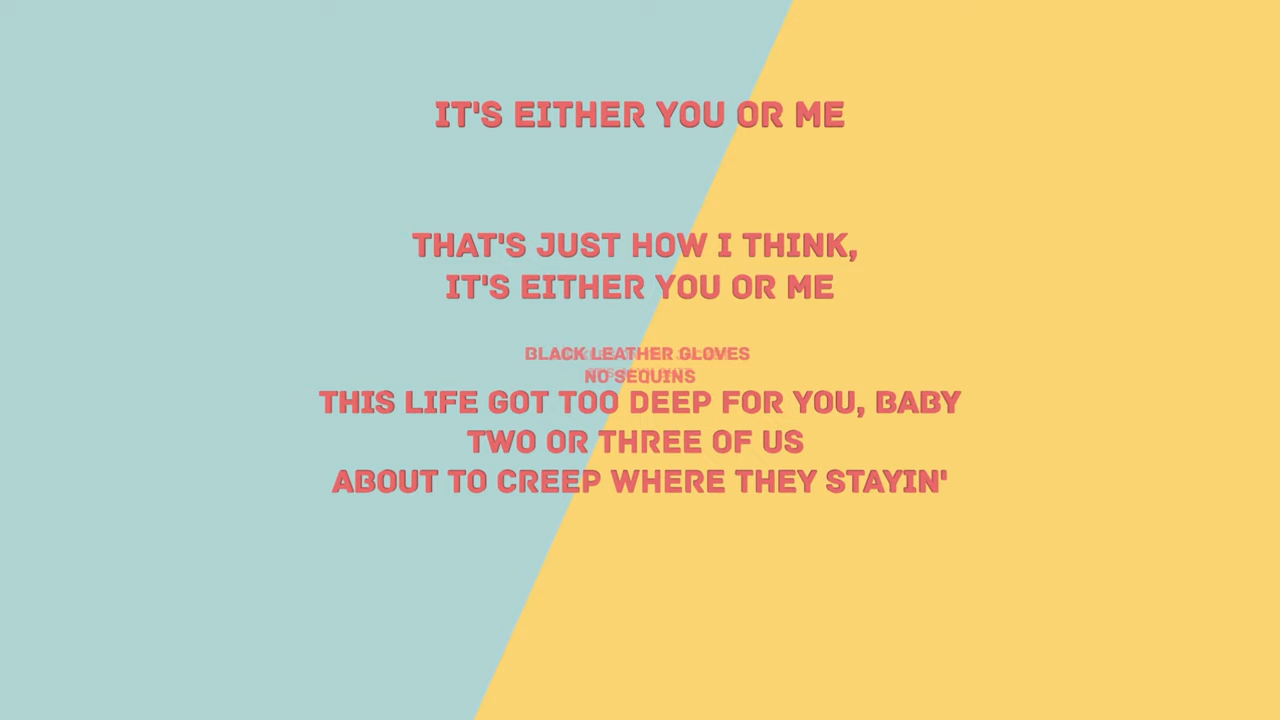 IT'S EITHER YOU OR ME
THAT'S JUST HOW I THINK,
IT'S EITHER YOU OR ME
BLACK LEATHER GLOVES
NO SEQUINS
THIS LIFE GOT TOO DEEP FOR YOU, BABY
TWO OR THREE OF US
ABOUT TO CREEP WHERE THEY STAYIN'